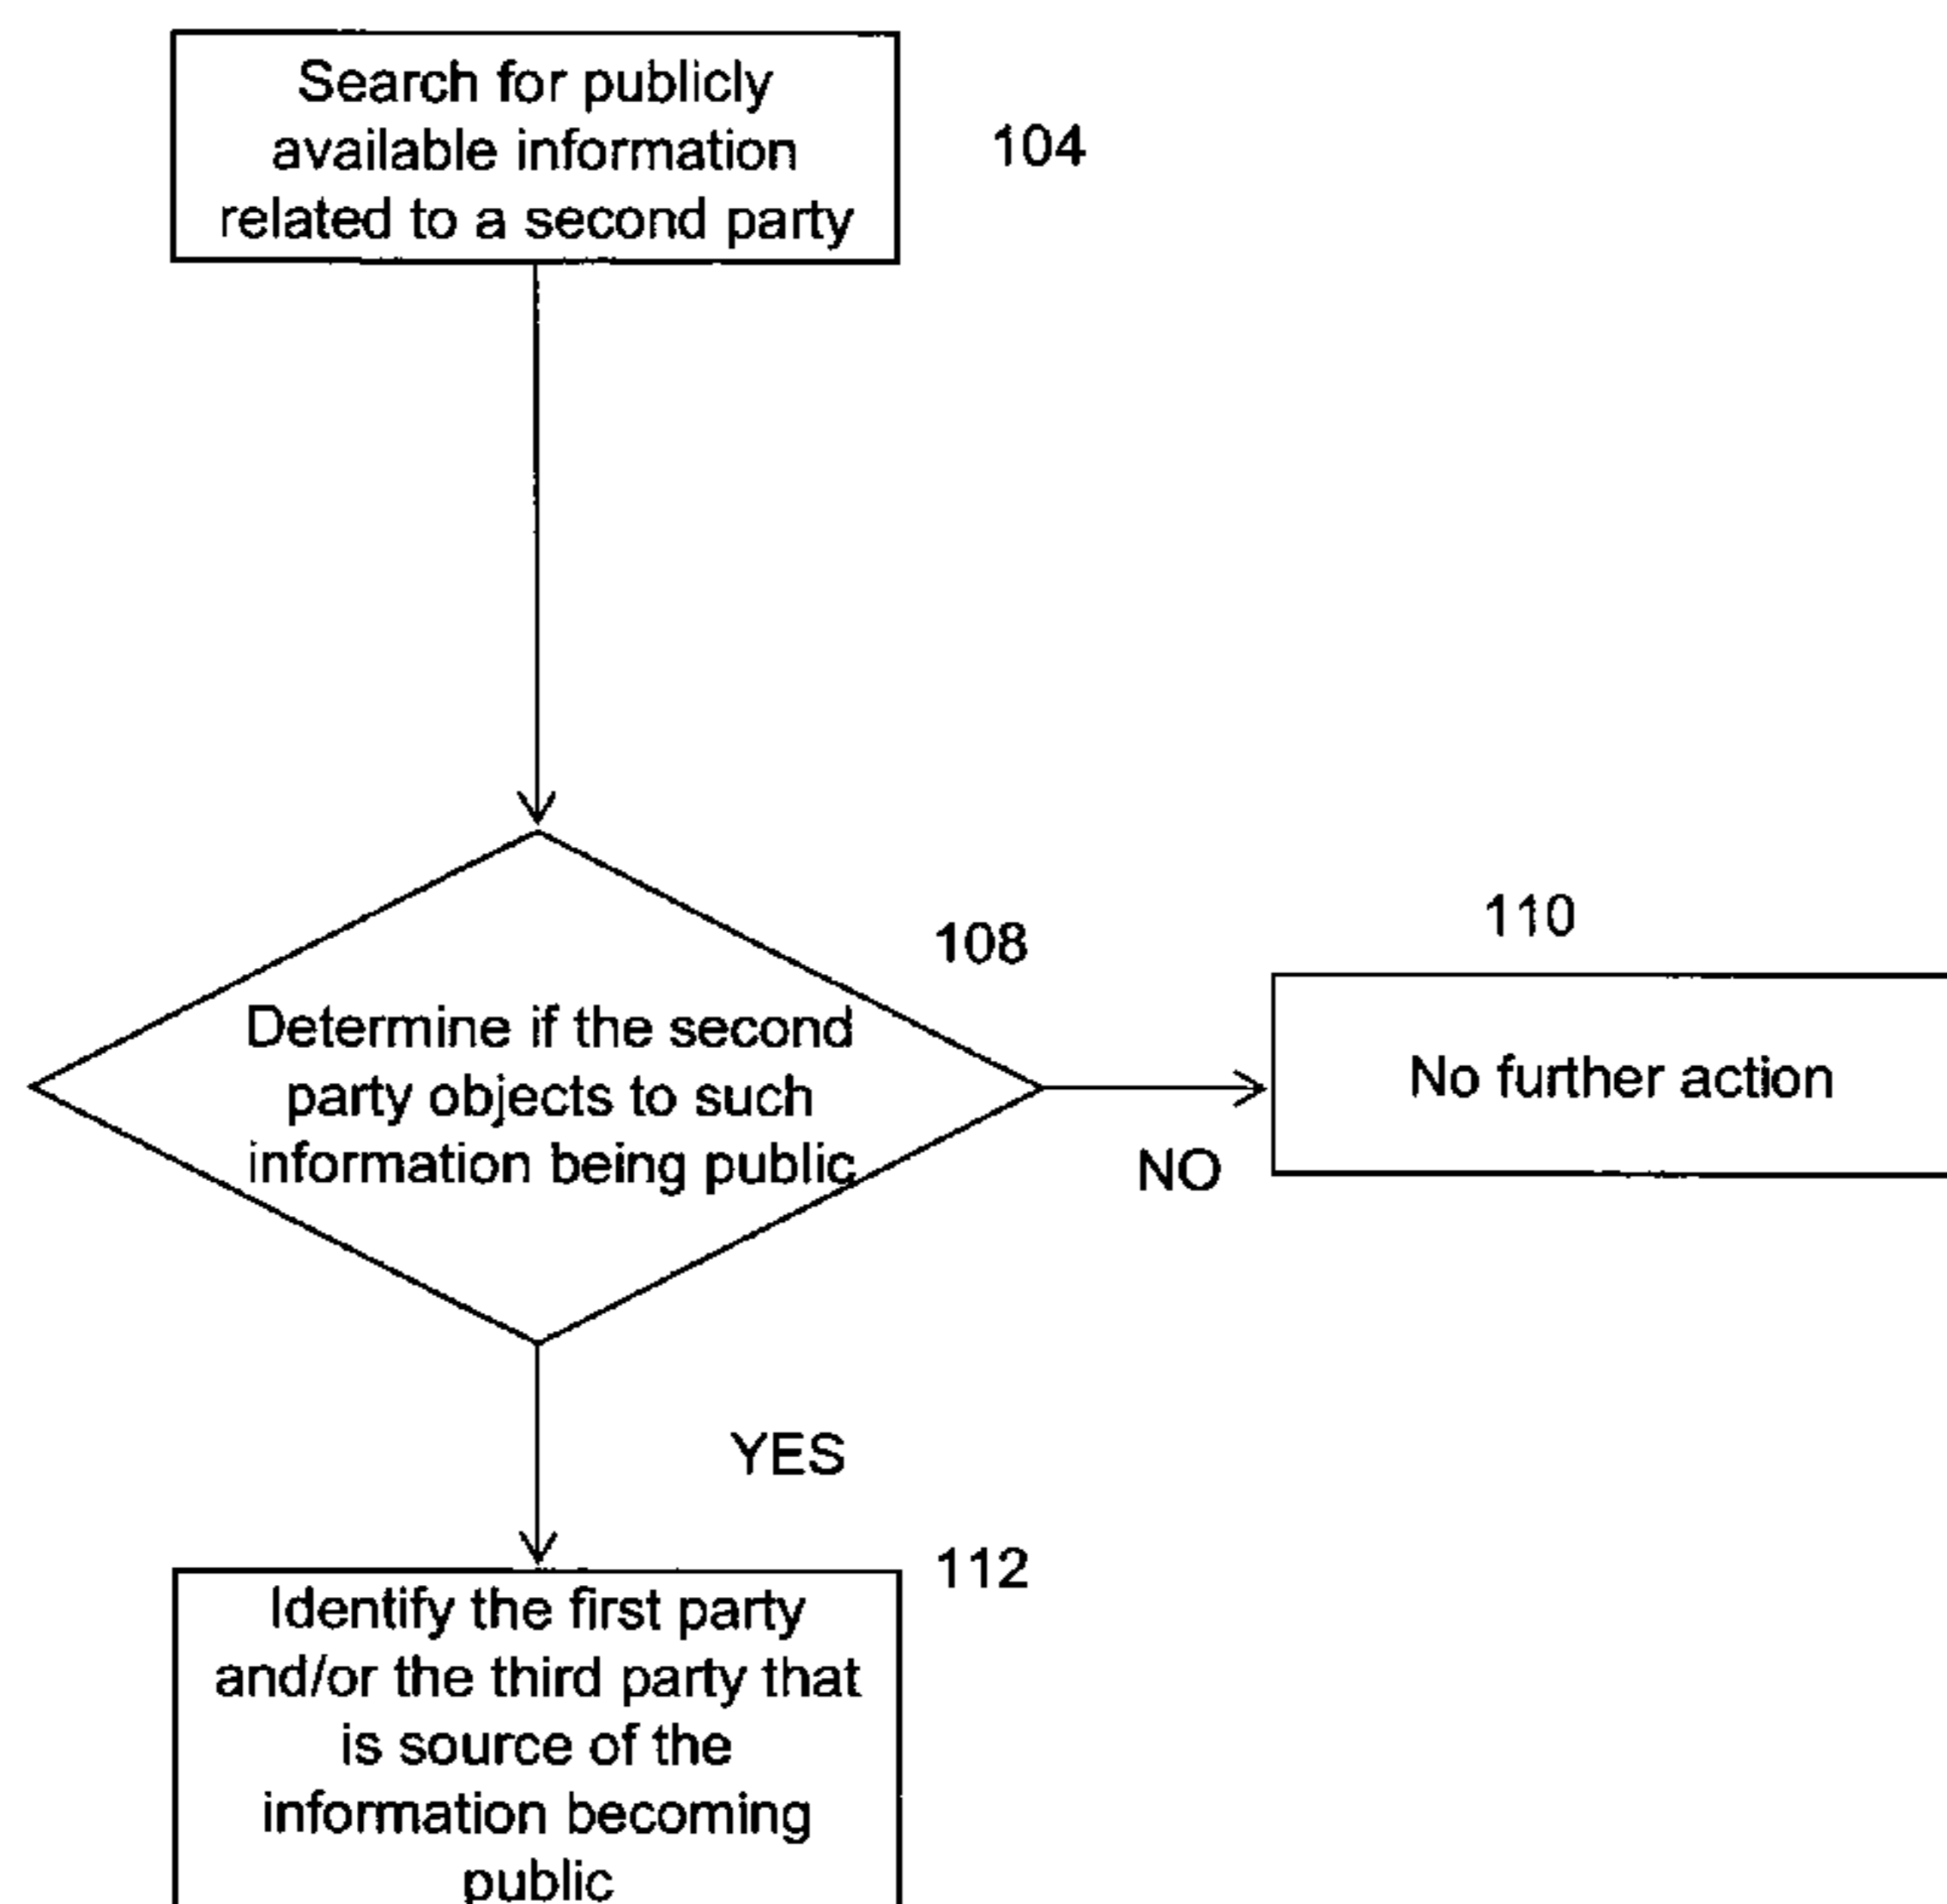 Search for publicly
available information
related to a second party
104
108
Determine if the second
party objects to such
information being public
110
No further action
NO
YES
112
Identify the first party
and/or the third party that
is source of the
information becoming
public